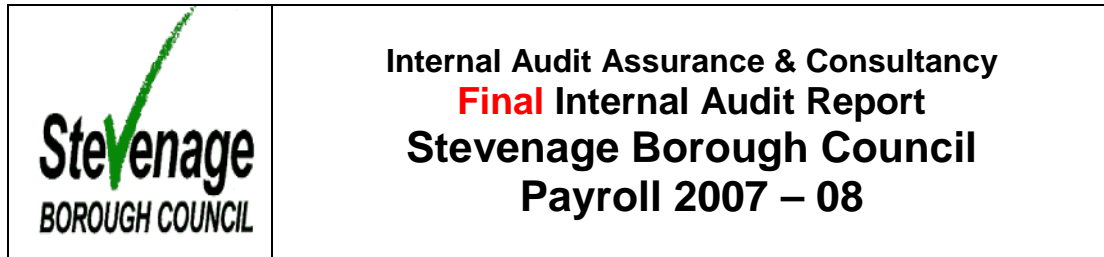 Stevenage
BOROUGH COUNCIL
Internal Audit Assurance & Consultancy
Final Internal Audit Report
Stevenage Borough Council
Payroll 2007 – 08